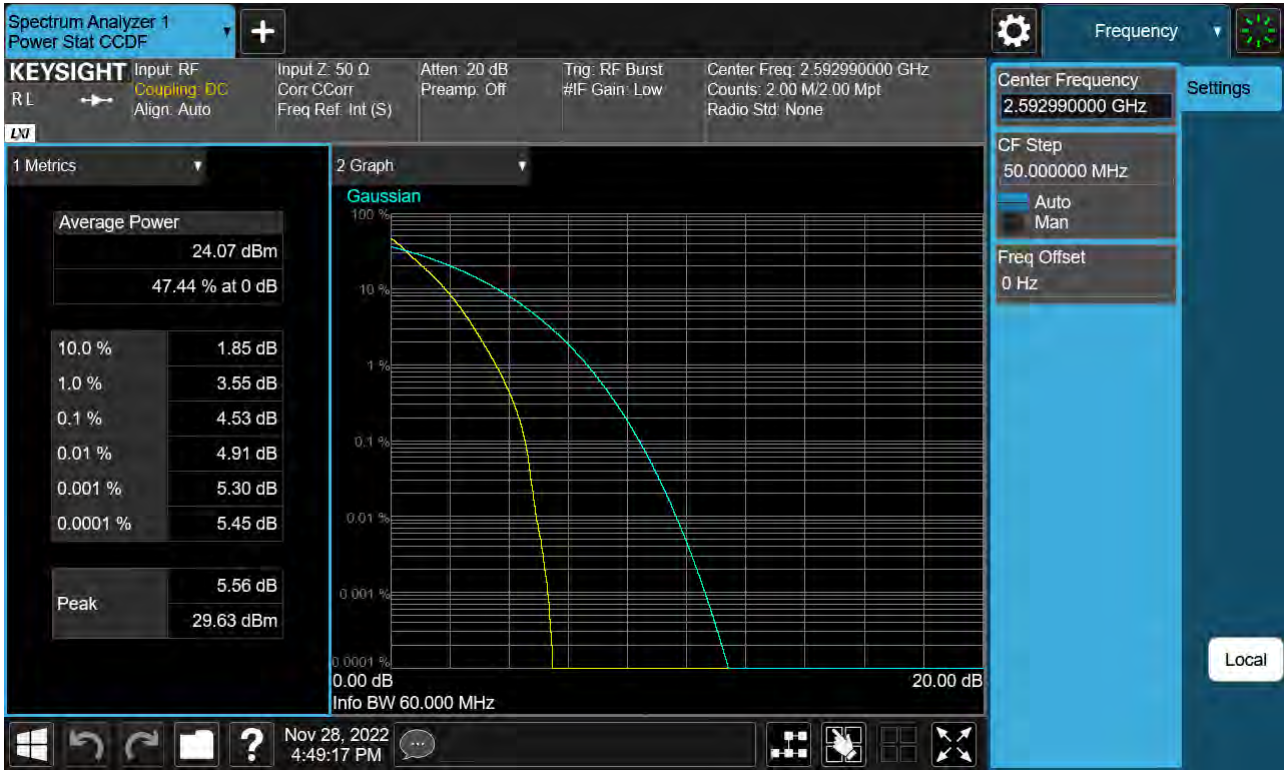 Spectrum Analyzer 1
Power Stat CCDF
Frequency
KEYSIGHT
RL
LXI
Input: RF
Coupling: DC
Align: Auto
Input Z: 50 Ω
Corr CCorr
Freq Ref: Int (S)
Atten: 20 dB
Preamp: Off
Trig: RF Burst
#IF Gain: Low
Center Freq: 2.592990000 GHz
Counts: 2.00 M/2.00 Mpt
Radio Std: None
Center Frequency
2.592990000 GHz
Settings
CF Step
50.000000 MHz
Auto
Man
Freq Offset
0 Hz
Local
1 Metrics
Average Power
24.07 dBm
47.44 % at 0 dB
10.0 % 1.85 dB
1.0 % 3.55 dB
0.1 % 4.53 dB
0.01 % 4.91 dB
0.001 % 5.30 dB
0.0001 % 5.45 dB
Peak
5.56 dB
29.63 dBm
2 Graph
Gaussian
100 %
10 %
1 %
0.1 %
0.01 %
0.001 %
0.0001 %
0.00 dB 20.00 dB
Info BW 60.000 MHz
?
Nov 28, 2022
4:49:17 PM